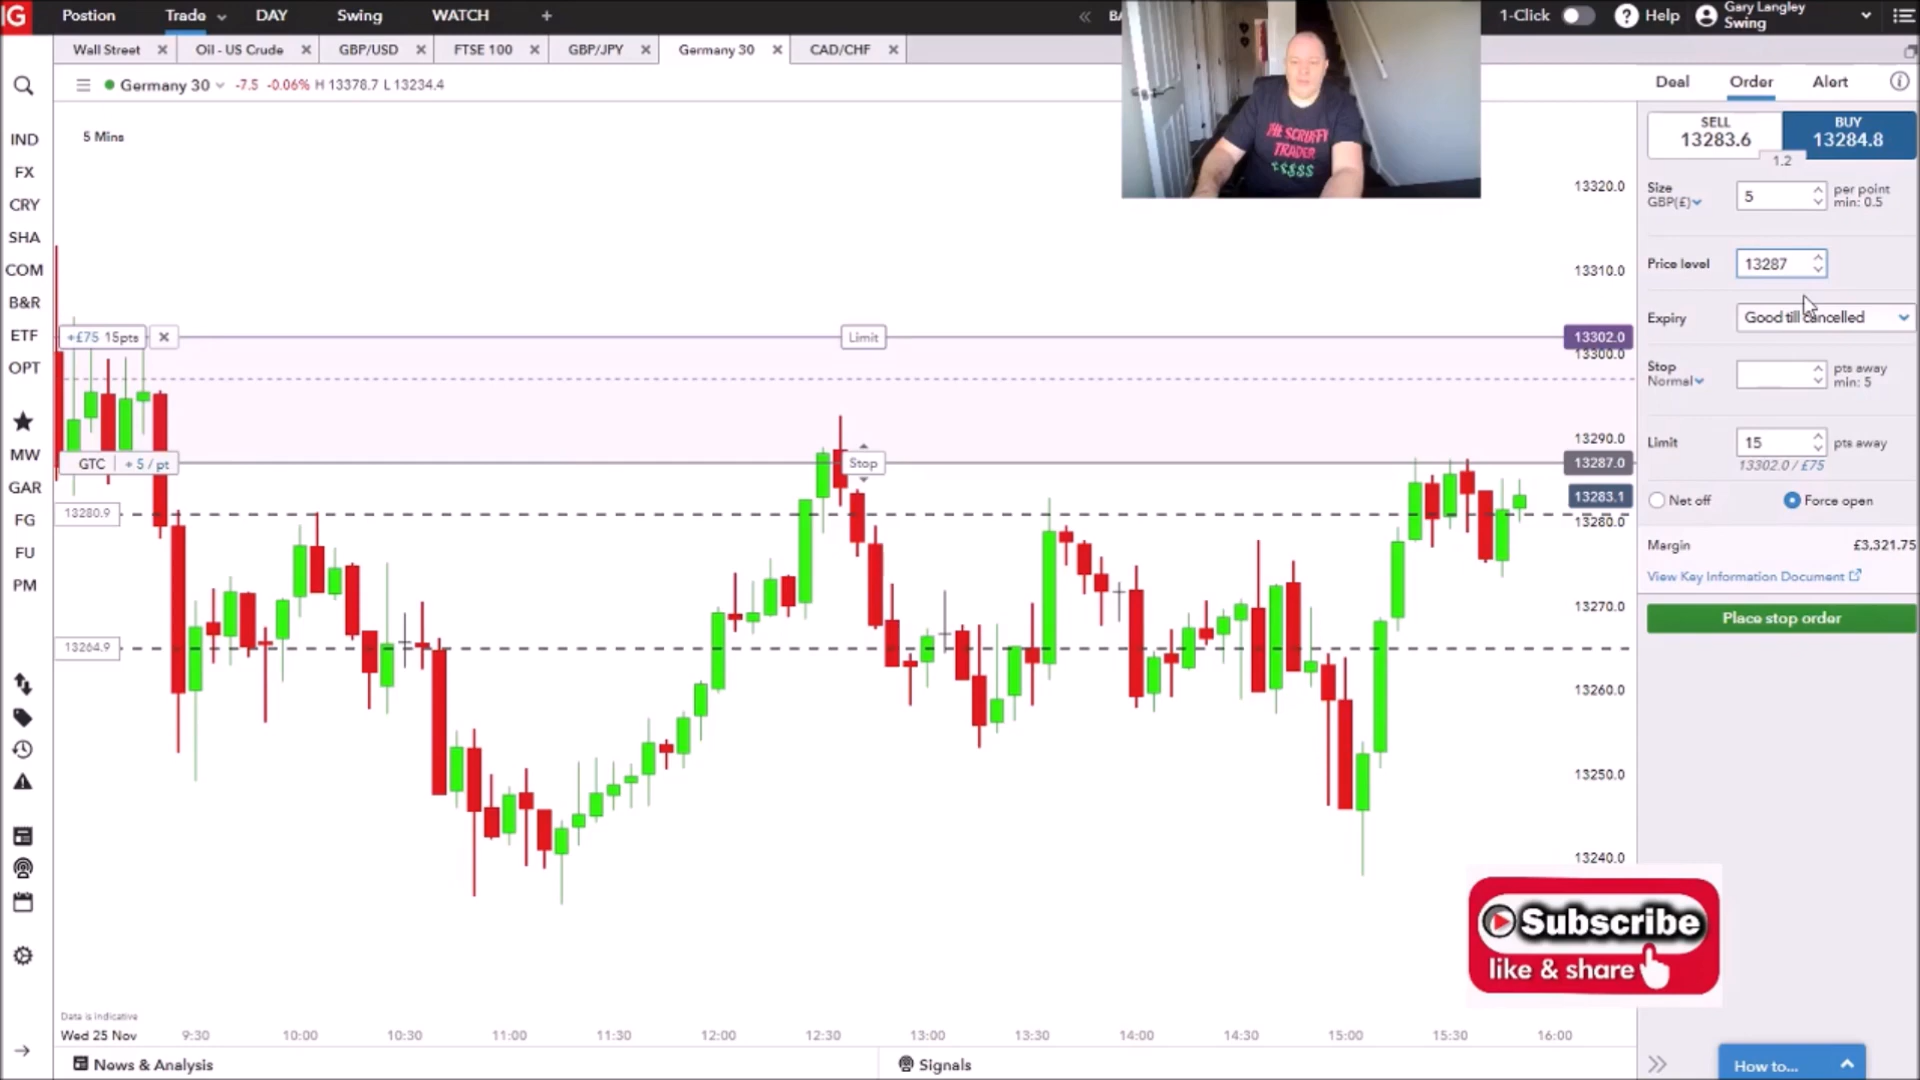 IG
Postion
Trade
DAY
Swing
WATCH
+
1-Click
? Help
Gary Langley
Swing
Wall Street
Oil - US Crude
GBP/USD
FTSE 100
GBP/JPY
Germany 30
CAD/CHF
Germany 30 -7.5 -0.06% H 13378.7 L 13234.4
Deal
Order
Alert
5 Mins
THE SCRUFFY
TRADER
$$$$$
IND
FX
CRY
SHA
COM
B&R
ETF
OPT
MW
GAR
FG
FU
PM
SELL
13283.6
BUY
13284.8
1.2
Size
GBP(£)
5
per point
min: 0.5
Price level
13287
Expiry
Good till cancelled
Stop
Normal
pts away
min: 5
Limit
15
pts away
13302.0 / £75
Net off
Force open
Margin
£3,321.75
View Key Information Document
Place stop order
+£75 15pts
Limit
GTC + 5 / pt
Stop
13280.9
13264.9
13320.0
13310.0
13302.0
13300.0
13290.0
13287.0
13283.1
13280.0
13270.0
13260.0
13250.0
13240.0
Subscribe
like & share
Data is indicative
Wed 25 Nov
9:30
10:00
10:30
11:00
11:30
12:00
12:30
13:00
13:30
14:00
14:30
15:00
15:30
16:00
News & Analysis
Signals
How to...